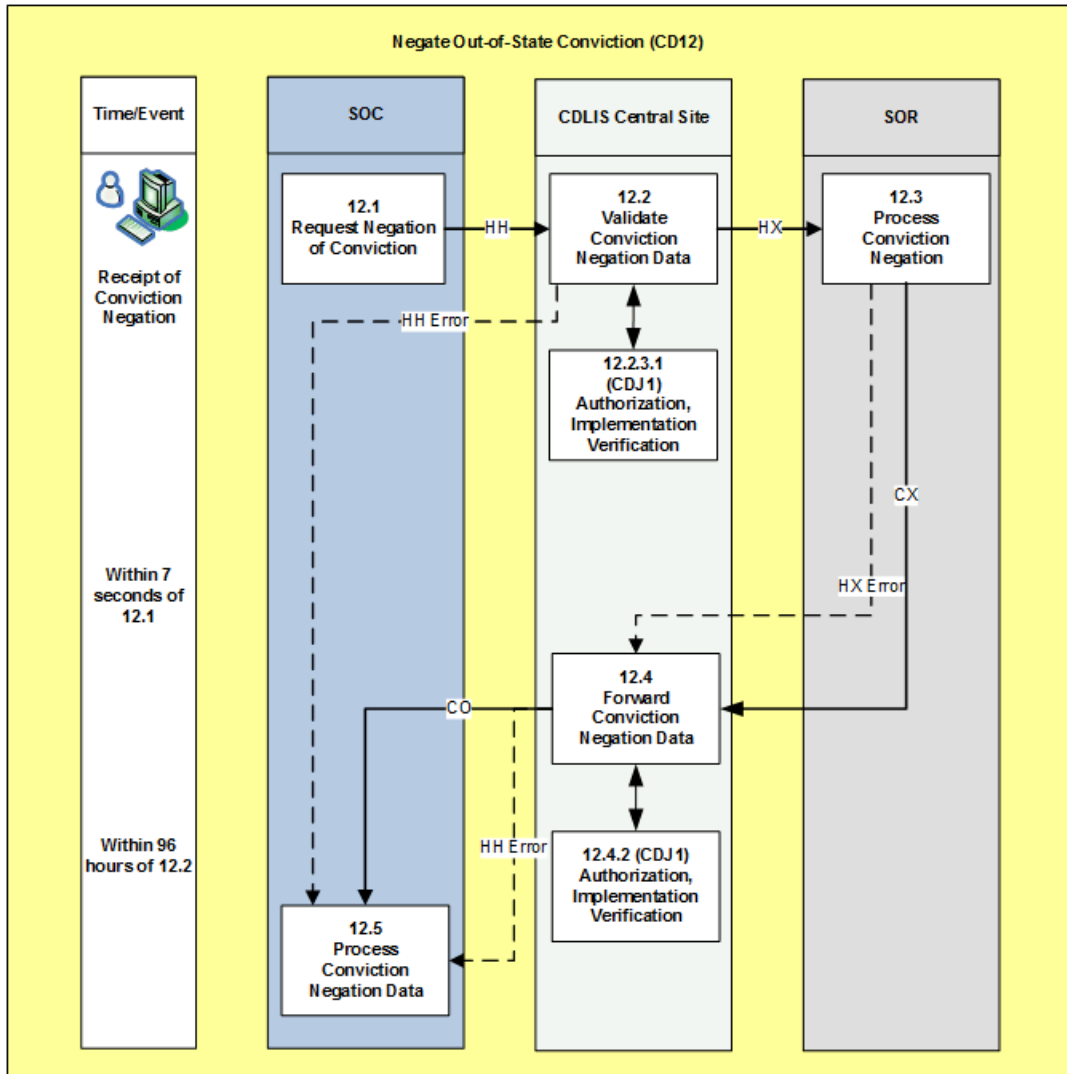 Negate Out-of-State Conviction (CD12)
Time/Event
SOC
CDLIS Central Site
SOR
Receipt of
Conviction
Negation
12.1
Request Negation
of Conviction
HH
12.2
Validate
Conviction
Negation Data
HX
12.3
Process
Conviction
Negation
HH Error
12.2.3.1
(CDJ1)
Authorization,
Implementation
Verification
CX
Within 7
seconds of
12.1
HX Error
12.4
Forward
Conviction
Negation Data
CO
Within 96
hours of 12.2
HH Error
12.4.2 (CDJ1)
Authorization,
Implementation
Verification
12.5
Process
Conviction
Negation Data